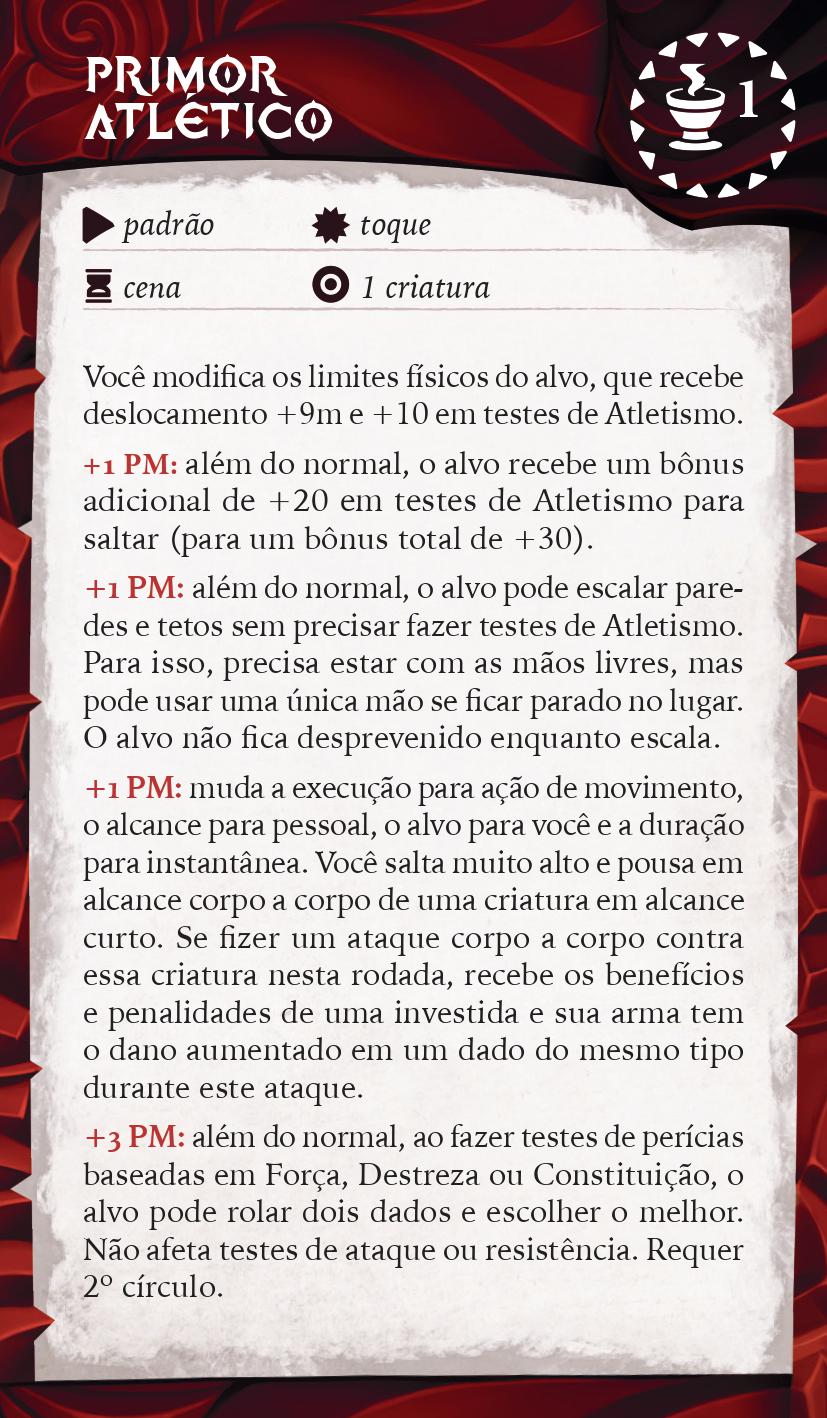 PRIMOR
ATLÉTICO
1
padrão toque
cena 1 criatura
Você modifica os limites físicos do alvo, que recebe
deslocamento +9m e +10 em testes de Atletismo.
+1 PM: além do normal, o alvo recebe um bônus
adicional de +20 em testes de Atletismo para
saltar (para um bônus total de +30).
+1 PM: além do normal, o alvo pode escalar pare-
des e tetos sem precisar fazer testes de Atletismo.
Para isso, precisa estar com as mãos livres, mas
pode usar uma única mão se ficar parado no lugar.
O alvo não fica desprevenido enquanto escala.
+1 PM: muda a execução para ação de movimento,
o alcance para pessoal, o alvo para você e a duração
para instantânea. Você salta muito alto e pousa em
alcance corpo a corpo de uma criatura em alcance
curto. Se fizer um ataque corpo a corpo contra
essa criatura nesta rodada, recebe os benefícios
e penalidades de uma investida e sua arma tem
o dano aumentado em um dado do mesmo tipo
durante este ataque.
+3 PM: além do normal, ao fazer testes de perícias
baseadas em Força, Destreza ou Constituição, o
alvo pode rolar dois dados e escolher o melhor.
Não afeta testes de ataque ou resistência. Requer
2º círculo.